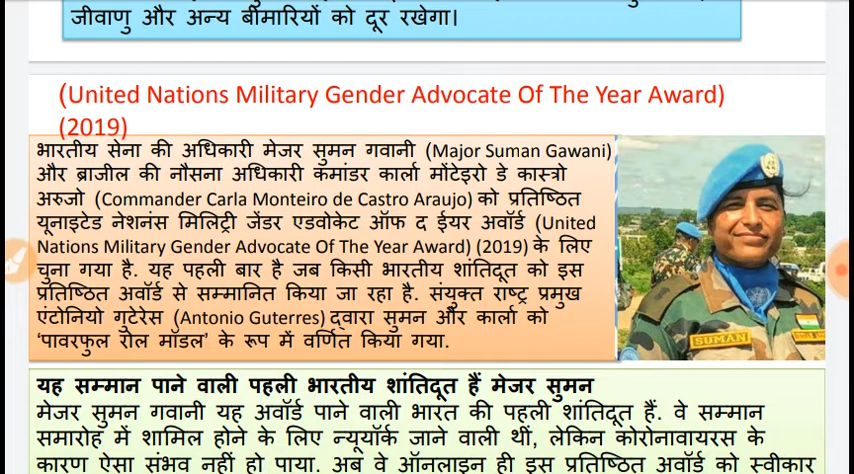 जीवाणु और अन्य बीमारियों को दूर रखेगा।
(United Nations Military Gender Advocate Of The Year Award)
(2019)
भारतीय सेना की अधिकारी मेजर सुमन गवानी (Major Suman Gawani)
और ब्राजील की नौसना अधिकारी कमांडर कार्ला मोंटेइरो डे कास्त्रो
अरुजो (Commander Carla Monteiro de Castro Araujo) को प्रतिष्ठित
यूनाइटेड नेशनंस मिलिट्री जेंडर एडवोकेट ऑफ द ईयर अवॉर्ड (United
Nations Military Gender Advocate Of The Year Award) (2019) के लिए
चुना गया है. यह पहली बार है जब किसी भारतीय शांतिदूत को इस
प्रतिष्ठित अवॉर्ड से सम्मानित किया जा रहा है. संयुक्त राष्ट्र प्रमुख
एंटोनियो गुटेरेस (Antonio Guterres) द्वारा सुमन और कार्ला को
'पावरफुल रोल मॉडल' के रूप में वर्णित किया गया.
SUMAN
यह सम्मान पाने वाली पहली भारतीय शांतिदूत हैं मेजर सुमन
मेजर सुमन गवानी यह अवॉर्ड पाने वाली भारत की पहली शांतिदूत हैं. वे सम्मान
समारोह में शामिल होने के लिए न्यूयॉर्क जाने वाली थीं, लेकिन कोरोनावायरस के
कारण ऐसा संभव नहीं हो पाया. अब वे ऑनलाइन ही इस प्रतिष्ठित अवॉर्ड को स्वीकार